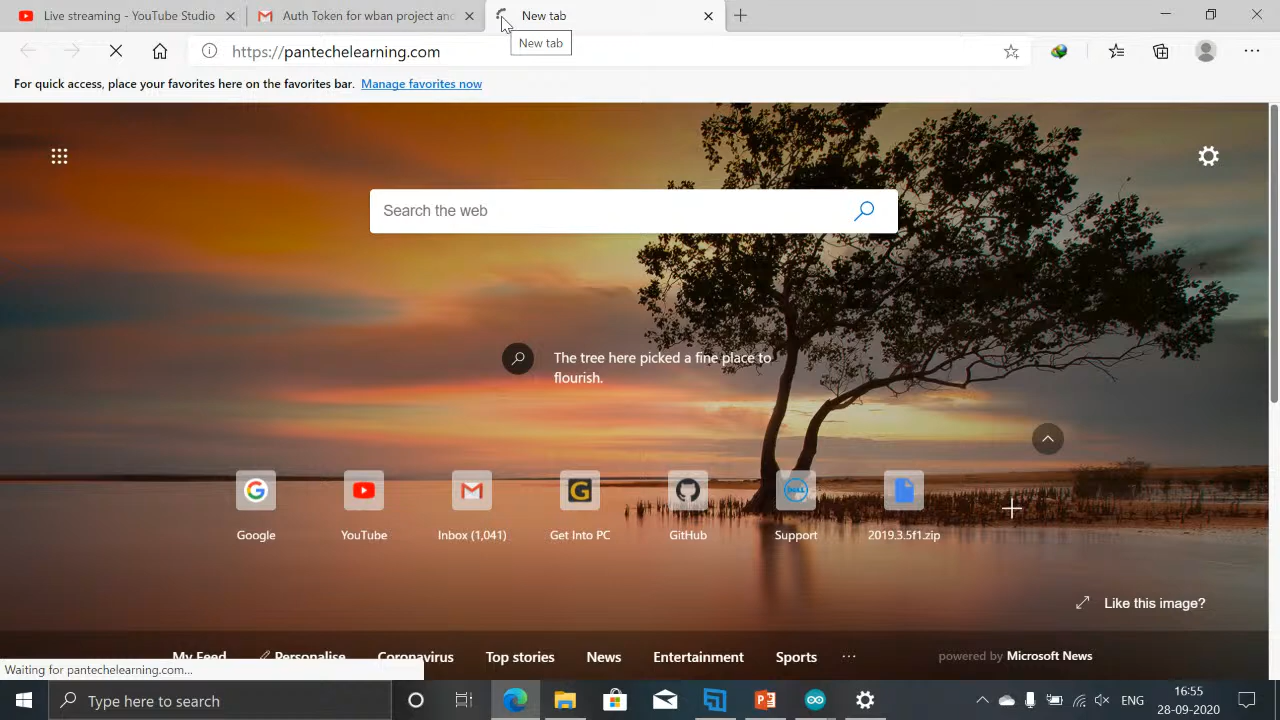 Live streaming - YouTube Studio
Auth Token for wban project and
New tab
New tab
https://pantechelearning.com
For quick access, place your favorites here on the favorites bar. Manage favorites now
Search the web
The tree here picked a fine place to
flourish.
G
DELL
Google
YouTube
Inbox (1,041)
Get Into PC
GitHub
Support
2019.3.5f1.zip
Like this image?
My Feed
Personalise
Coronavirus
Top stories
News
Entertainment
Sports
...
powered by Microsoft News
Waiting for pantechelearning.com...
Type here to search
ENG
16:55
28-09-2020